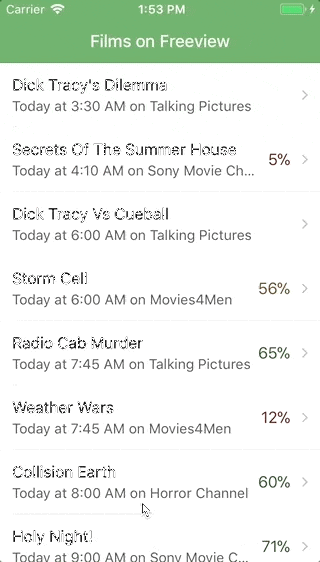 Carrier 1:53 PM
Films on Freeview
Dick Tracy's Dilemma
Today at 3:30 AM on Talking Pictures
Secrets Of The Summer House
5%
Today at 4:10 AM on Sony Movie Ch...
Dick Tracy Vs Cueball
Today at 6:00 AM on Talking Pictures
Storm Cell
56%
Today at 6:00 AM on Movies4Men
Radio Cab Murder
65%
Today at 7:45 AM on Talking Pictures
Weather Wars
12%
Today at 7:45 AM on Movies4Men
Collision Earth
60%
Today at 8:00 AM on Horror Channel
Holy Night!
71%
Today at 9:00 AM on Sony Movie C...